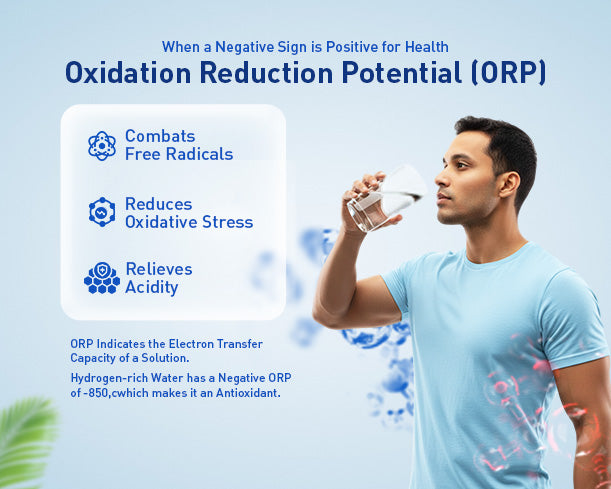 When a Negative Sign is Positive for Health
Oxidation Reduction Potential (ORP)
Combats
Free Radicals
Reduces
Oxidative Stress
Relieves
Acidity
ORP Indicates the Electron Transfer
Capacity of a Solution.
Hydrogen-rich Water has a Negative ORP
of -850,cwhich makes it an Antioxidant.